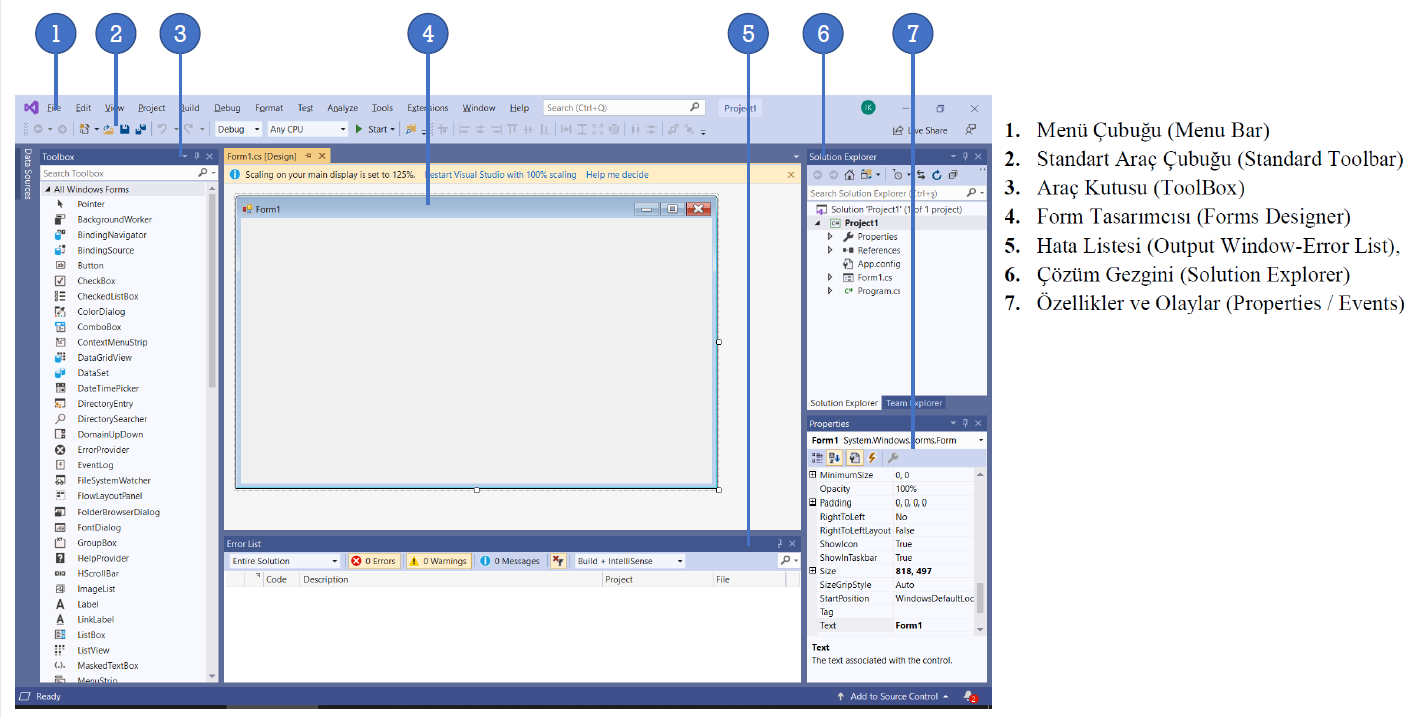 1 2 3 4 5 6 7
File Edit View Project Build Debug Format Test Analyze Tools Extensions Window Help Search (Ctrl+Q) Project1 IK
Debug Any CPU Start Live Share
Data Sources
Toolbox
Search Toolbox
All Windows Forms
Pointer
BackgroundWorker
BindingNavigator
BindingSource
Button
CheckBox
CheckedListBox
ColorDialog
ComboBox
ContextMenuStrip
DataGridView
DataSet
DateTimePicker
DirectoryEntry
DirectorySearcher
DomainUpDown
ErrorProvider
EventLog
FileSystemWatcher
FlowLayoutPanel
FolderBrowserDialog
FontDialog
GroupBox
HelpProvider
HScrollBar
ImageList
Label
LinkLabel
ListBox
ListView
MaskedTextBox
MenuStrip
Form1.cs [Design]
Scaling on your main display is set to 125%. Restart Visual Studio with 100% scaling Help me decide
Form1
Error List
Entire Solution 0 Errors 0 Warnings 0 Messages Build + IntelliSense
Code Description Project File
Solution Explorer
Search Solution Explorer (Ctrl+ş)
Solution 'Project1' (1 of 1 project)
Project1
Properties
References
App.config
Form1.cs
Program.cs
Solution Explorer Team Explorer
Properties
Form1 System.Windows.Forms.Form
MinimumSize 0, 0
Opacity 100%
Padding 0, 0, 0, 0
RightToLeft No
RightToLeftLayout False
ShowIcon True
ShowInTaskbar True
Size 818, 497
SizeGripStyle Auto
StartPosition WindowsDefaultLoc
Tag
Text Form1
Text
The text associated with the control.
Ready Add to Source Control 2
1. Menü Çubuğu (Menu Bar)
2. Standart Araç Çubuğu (Standard Toolbar)
3. Araç Kutusu (ToolBox)
4. Form Tasarımcısı (Forms Designer)
5. Hata Listesi (Output Window-Error List),
6. Çözüm Gezgini (Solution Explorer)
7. Özellikler ve Olaylar (Properties / Events)